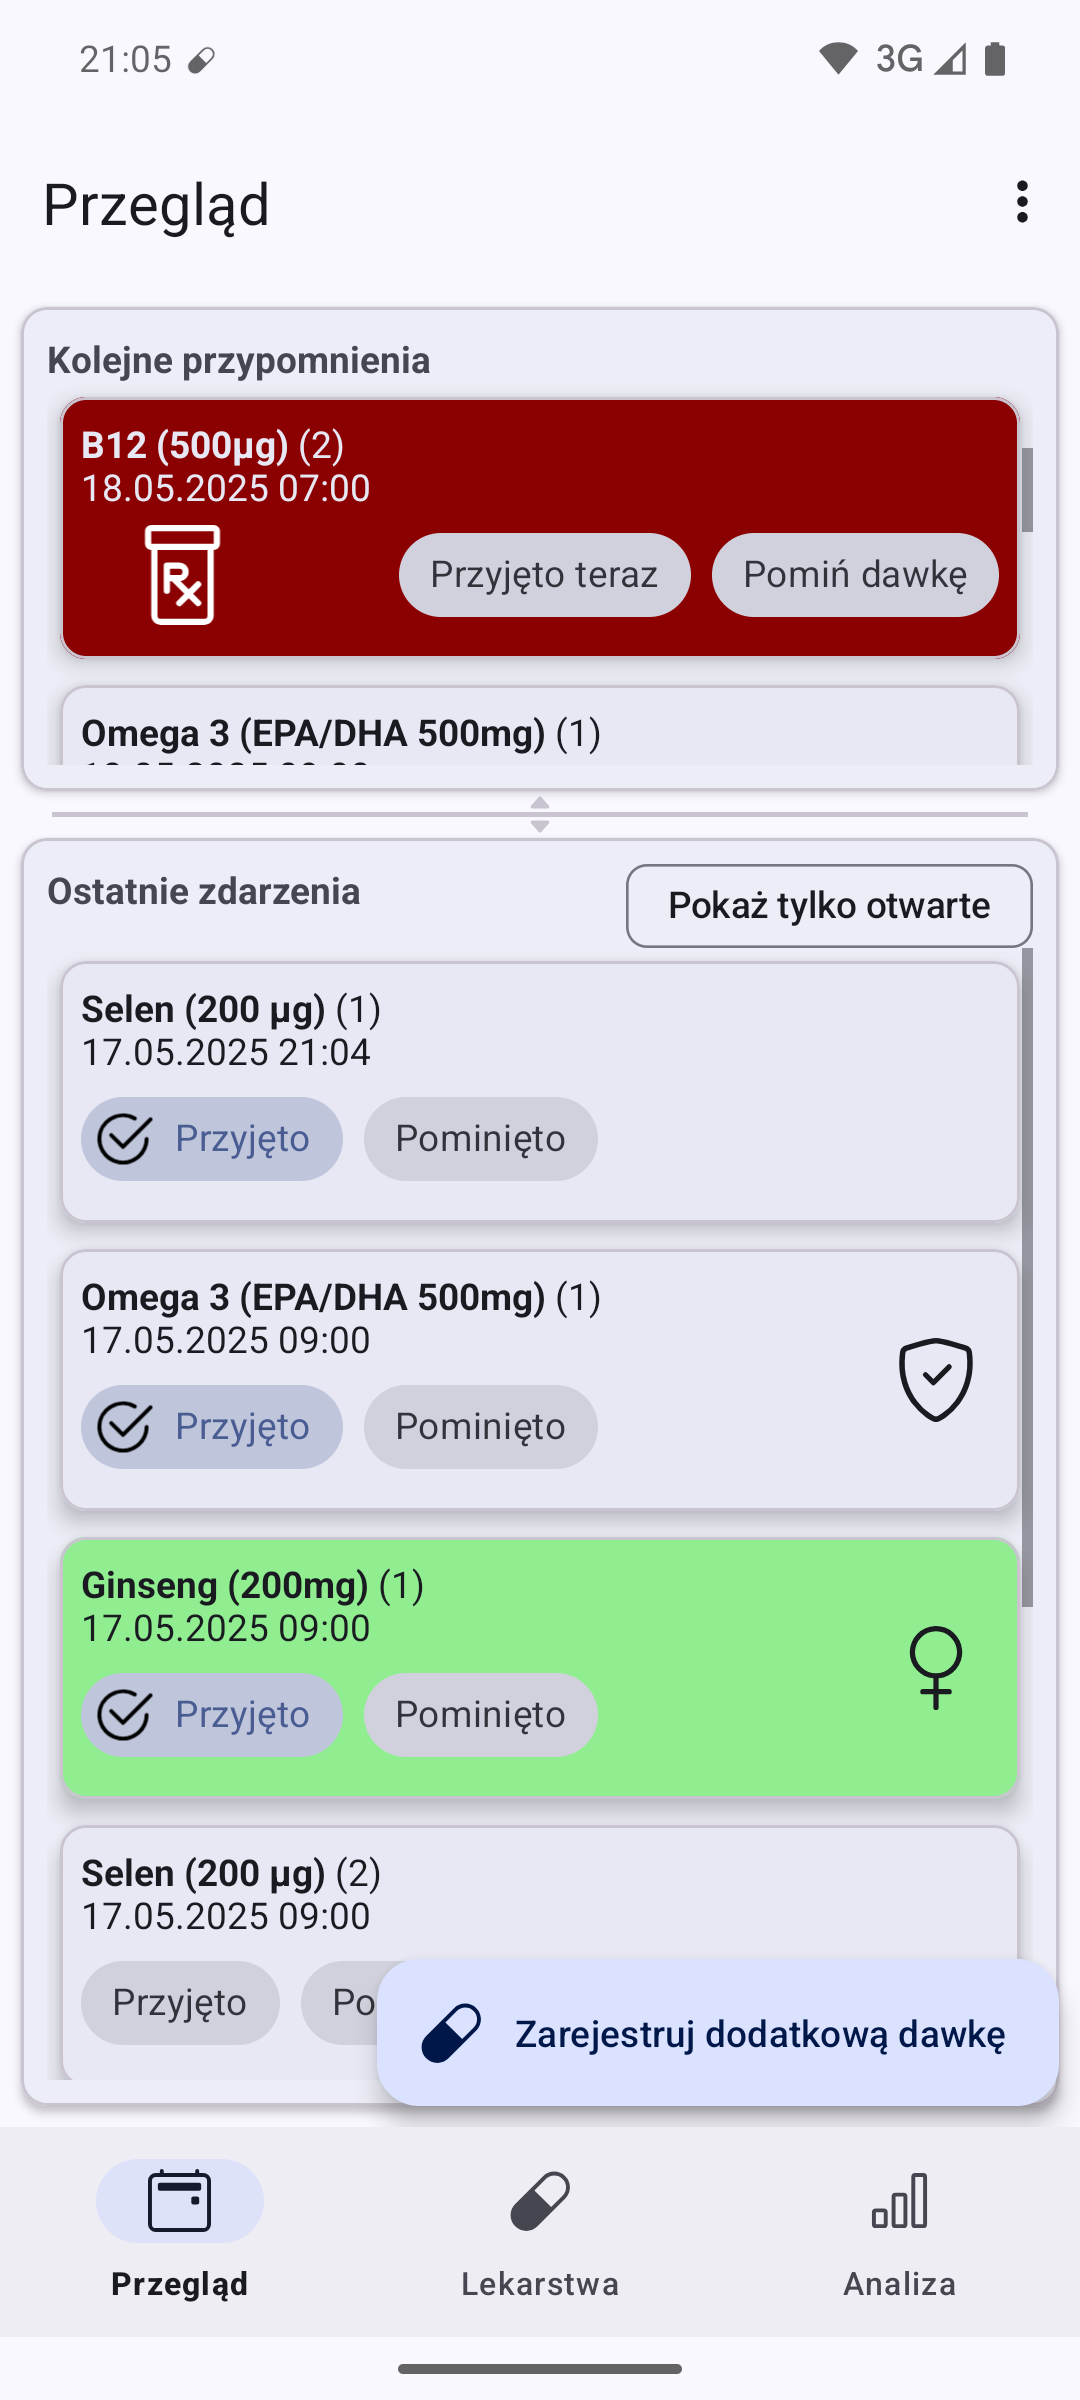 21:05
3G
Przegląd
Kolejne przypomnienia
B12 (500µg) (2)
18.05.2025 07:00
Rx
Przyjęto teraz
Pomiń dawkę
Omega 3 (EPA/DHA 500mg) (1)
Ostatnie zdarzenia
Pokaż tylko otwarte
Selen (200 µg) (1)
17.05.2025 21:04
Przyjęto
Pominięto
Omega 3 (EPA/DHA 500mg) (1)
17.05.2025 09:00
Przyjęto
Pominięto
Ginseng (200mg) (1)
17.05.2025 09:00
Przyjęto
Pominięto
Selen (200 µg) (2)
17.05.2025 09:00
Przyjęto
Po
Zarejestruj dodatkową dawkę
Przegląd
Lekarstwa
Analiza